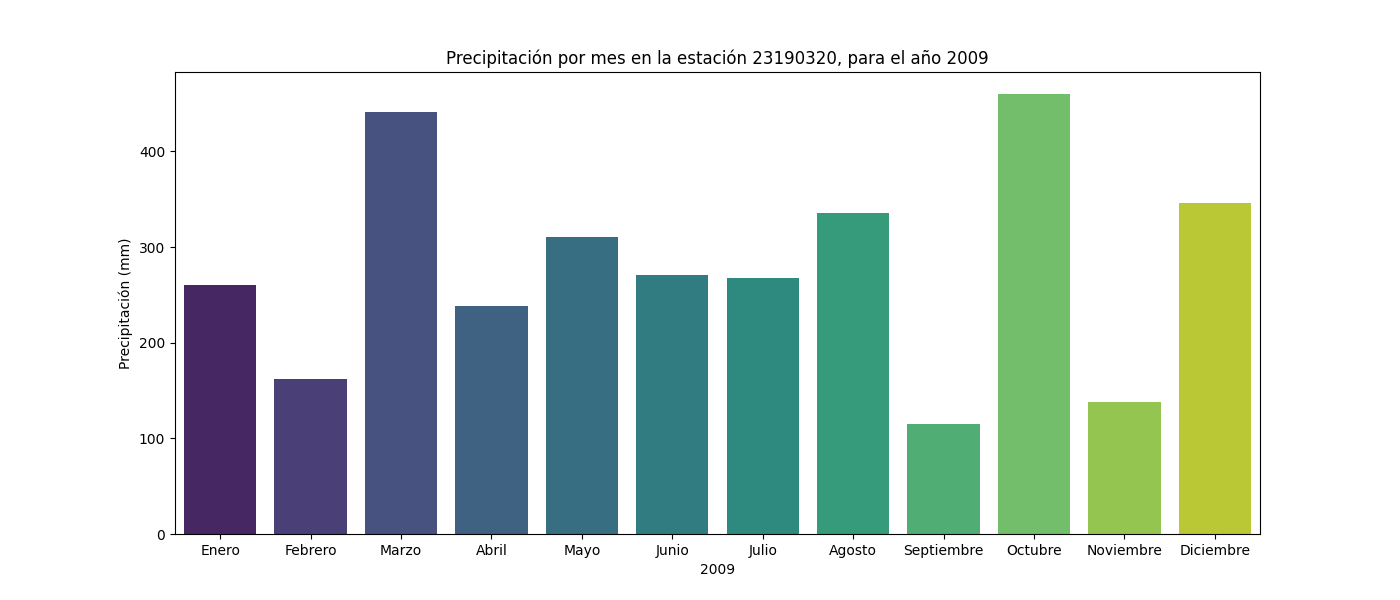 Precipitación por mes en la estación 23190320, para el año 2009
Precipitación (mm)
400
300
200
100
0
Enero Febrero Marzo Abril Mayo Junio Julio Agosto Septiembre Octubre Noviembre Diciembre
2009